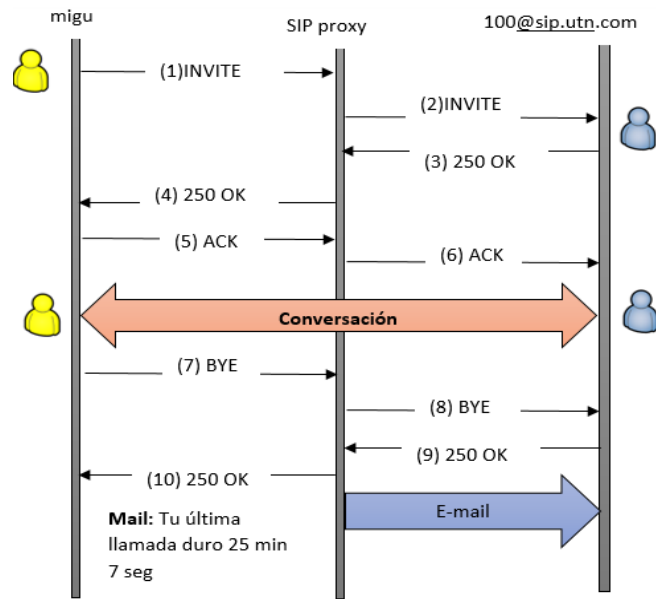 migu
SIP proxy
100@sip.utn.com
(1)INVITE
(2)INVITE
(3) 250 OK
(4) 250 OK
(5) ACK
(6) ACK
Conversación
(7) BYE
(8) BYE
(9) 250 OK
(10) 250 OK
E-mail
Mail: Tu última
llamada duro 25 min
7 seg